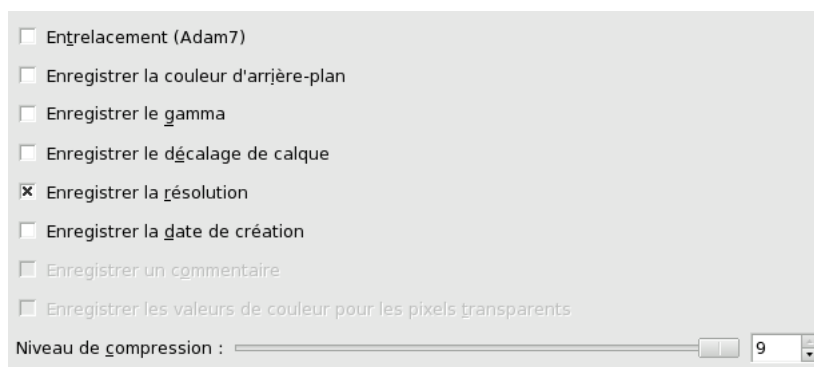 Entrelacement (Adam7)
Enregistrer la couleur d'arrière-plan
Enregistrer le gamma
Enregistrer le décalage de calque
Enregistrer la résolution
Enregistrer la date de création
Enregistrer un commentaire
Enregistrer les valeurs de couleur pour les pixels transparents
Niveau de compression : 9